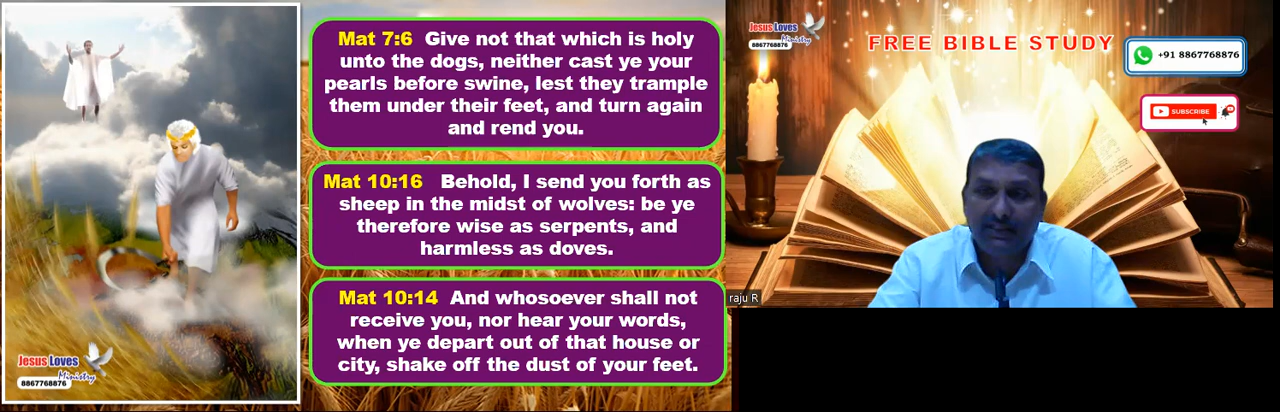 Mat 7:6 Give not that which is holy
unto the dogs, neither cast ye your
pearls before swine, lest they trample
them under their feet, and turn again
and rend you.
Mat 10:16 Behold, I send you forth as
sheep in the midst of wolves: be ye
therefore wise as serpents, and
harmless as doves.
Mat 10:14 And whosoever shall not
receive you, nor hear your words,
when ye depart out of that house or
city, shake off the dust of your feet.
Jesus Loves
Ministry
8867768876
Jesus Loves
Ministry
8867768876
FREE BIBLE STUDY
+91 8867768876
SUBSCRIBE
raju R